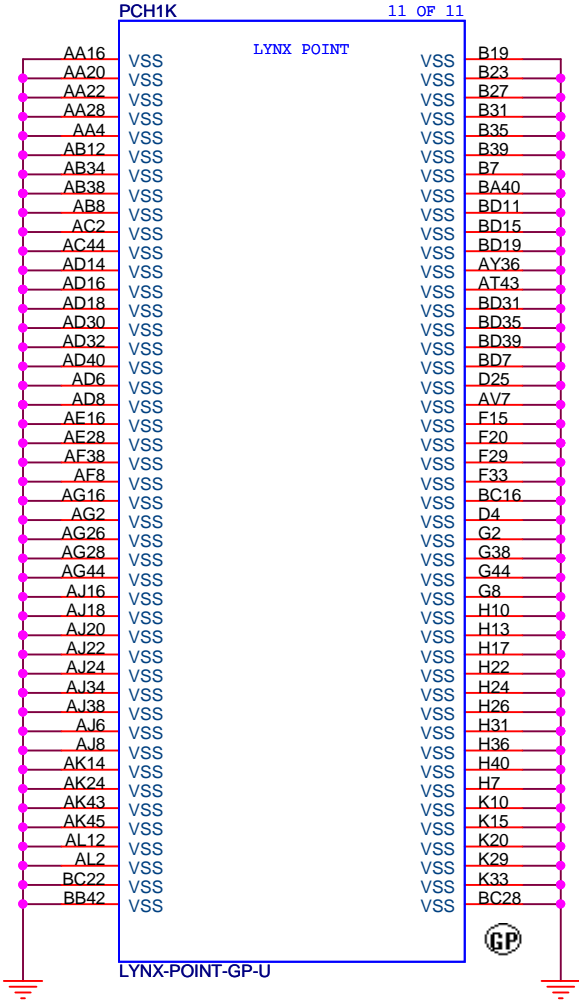 PCH1K 11 OF 11
LYNX POINT
AA16 VSS VSS B19
AA20 VSS VSS B23
AA22 VSS VSS B27
AA28 VSS VSS B31
AA4 VSS VSS B35
AB12 VSS VSS B39
AB34 VSS VSS B7
AB38 VSS VSS BA40
AB8 VSS VSS BD11
AC2 VSS VSS BD15
AC44 VSS VSS BD19
AD14 VSS VSS AY36
AD16 VSS VSS AT43
AD18 VSS VSS BD31
AD30 VSS VSS BD35
AD32 VSS VSS BD39
AD40 VSS VSS BD7
AD6 VSS VSS D25
AD8 VSS VSS AV7
AE16 VSS VSS F15
AE28 VSS VSS F20
AF38 VSS VSS F29
AF8 VSS VSS F33
AG16 VSS VSS BC16
AG2 VSS VSS D4
AG26 VSS VSS G2
AG28 VSS VSS G38
AG44 VSS VSS G44
AJ16 VSS VSS G8
AJ18 VSS VSS H10
AJ20 VSS VSS H13
AJ22 VSS VSS H17
AJ24 VSS VSS H22
AJ34 VSS VSS H24
AJ38 VSS VSS H26
AJ6 VSS VSS H31
AJ8 VSS VSS H36
AK14 VSS VSS H40
AK24 VSS VSS H7
AK43 VSS VSS K10
AK45 VSS VSS K15
AL12 VSS VSS K20
AL2 VSS VSS K29
BC22 VSS VSS K33
BB42 VSS VSS BC28
GP
LYNX-POINT-GP-U